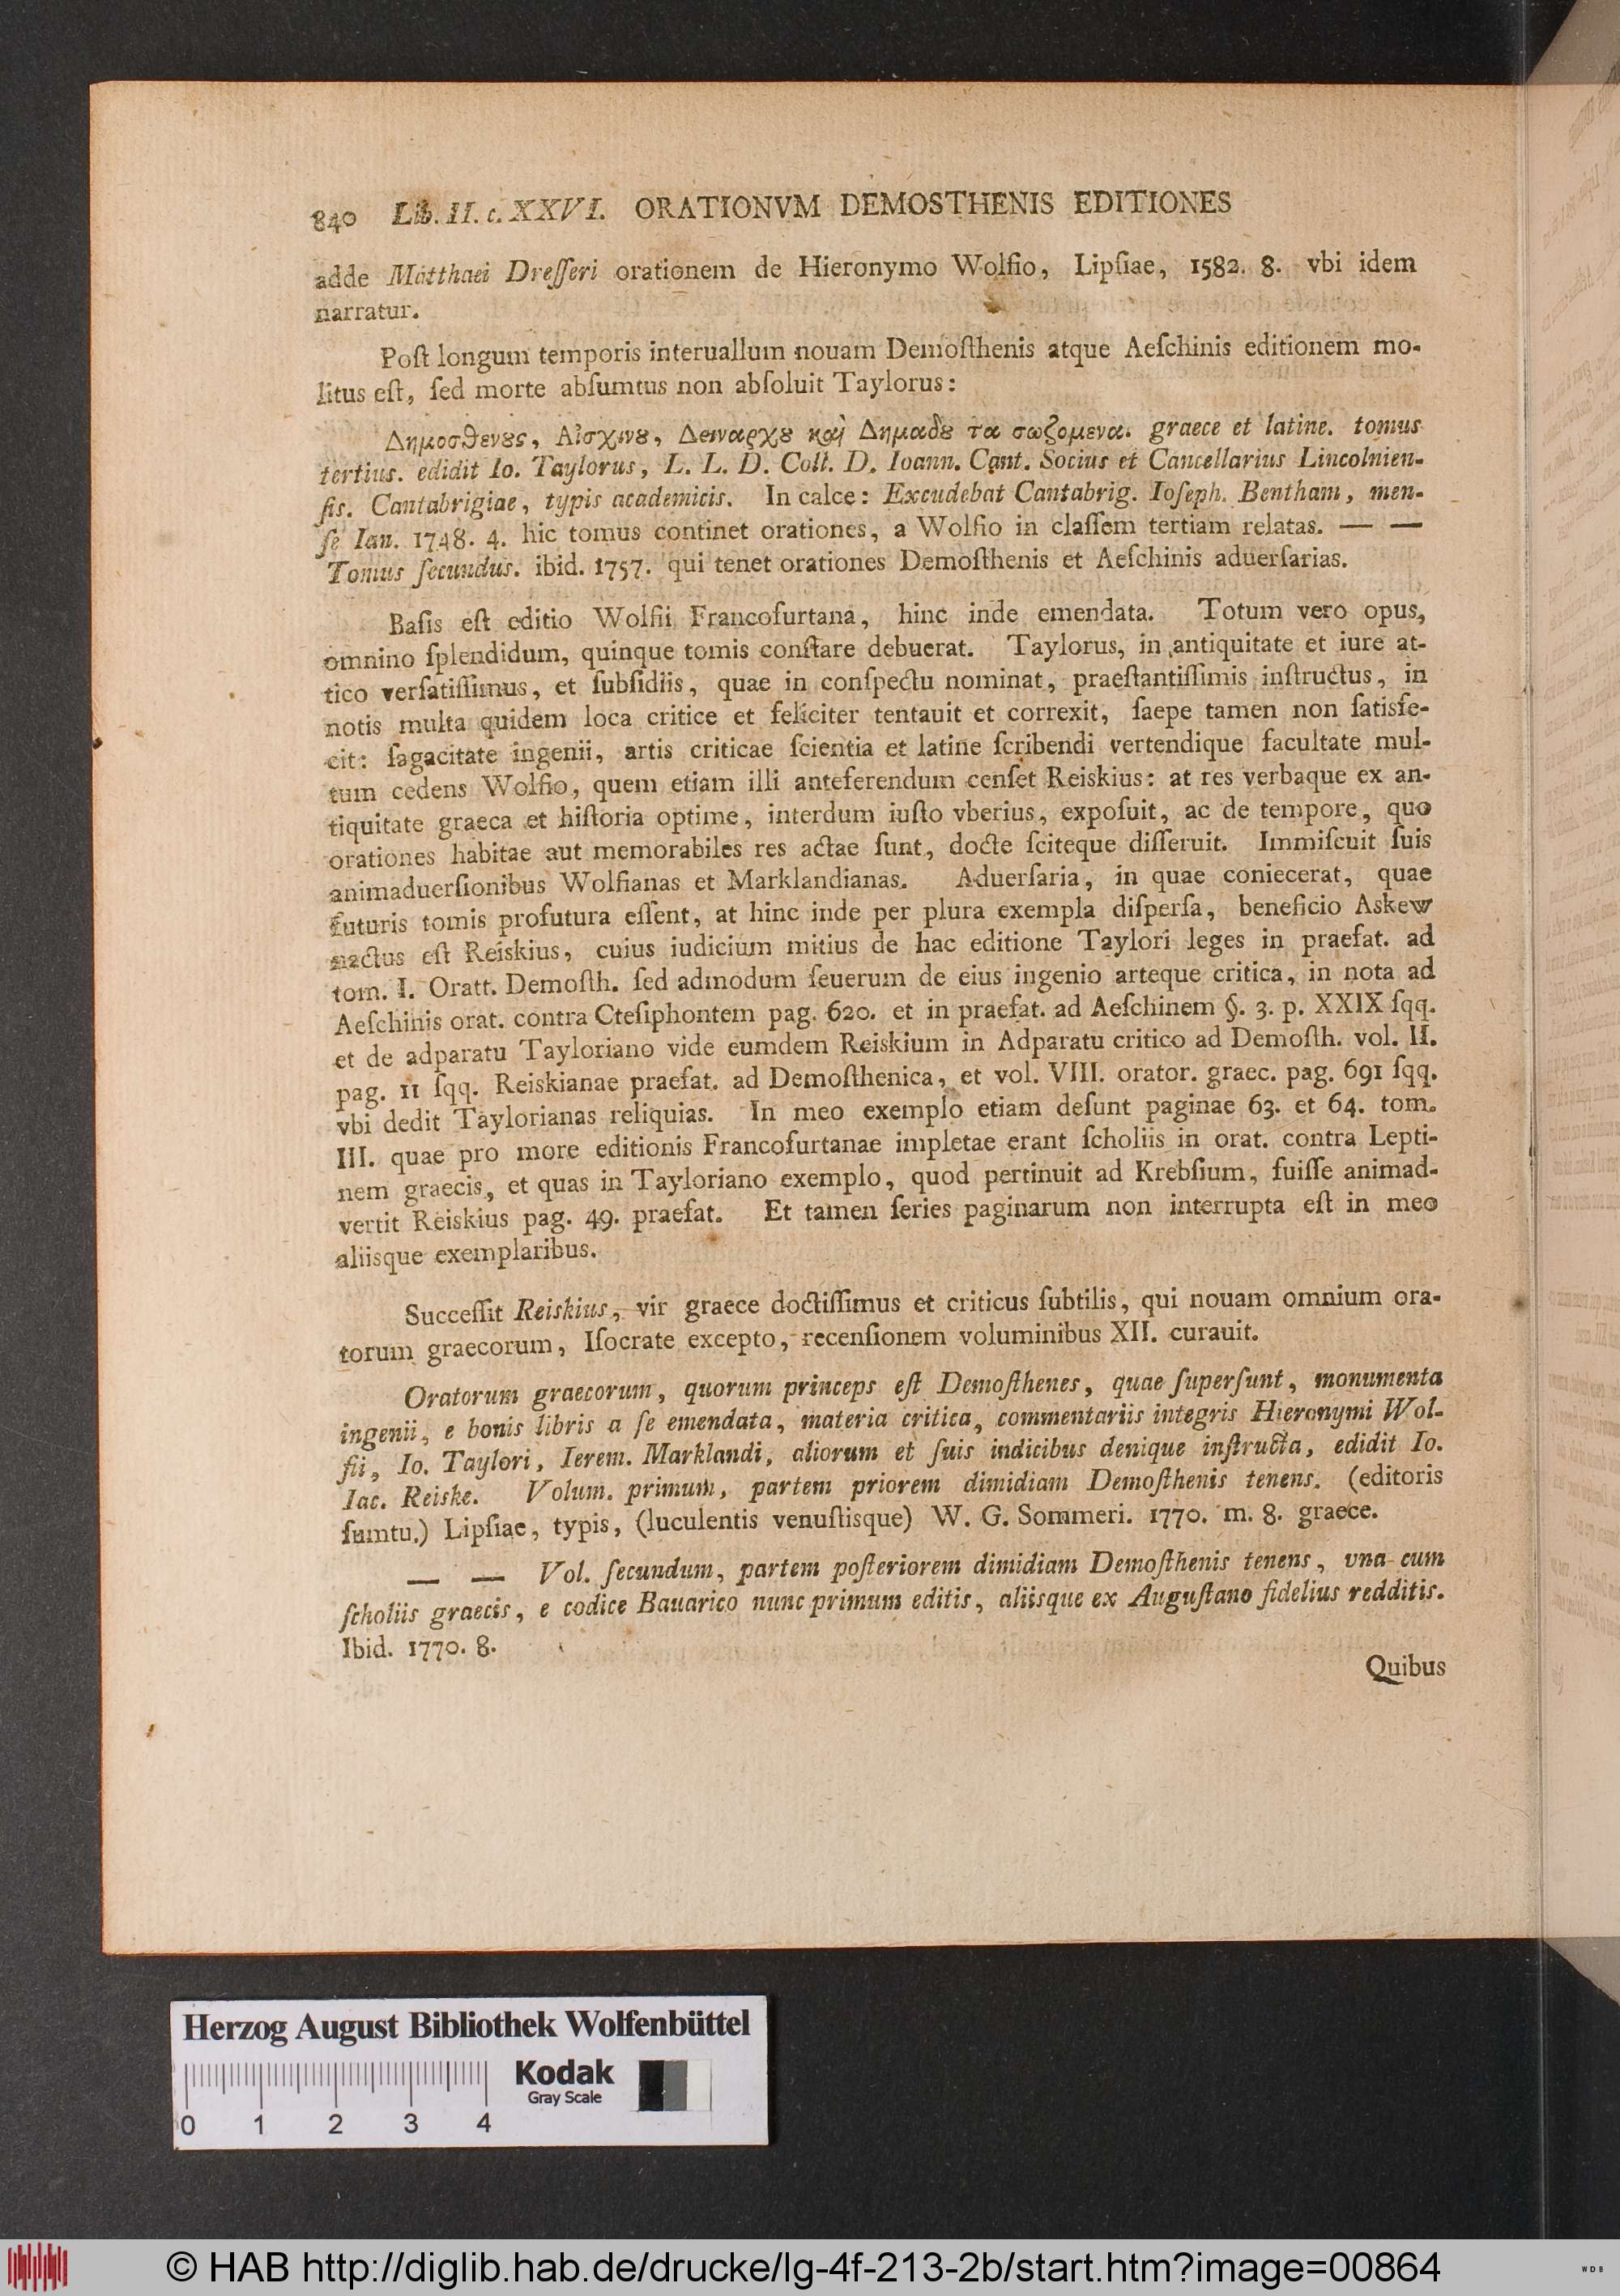 840 Lib. II. c. XXVI. ORATIONVM DEMOSTHENIS EDITIONES
adde Matthaei Dreſſeri orationem de Hieronymo Wolfio, Lipſiae, 1582. 8. vbi idem
narratur.
Poſt longum temporis interuallum nouam Demoſthenis atque Aeſchinis editionem mo-
litus eſt, ſed morte abſumtus non abſoluit Taylorus:
Δημοσθενȣς, Αἰσχινȣ, Δειναρχȣ καὶ Δημαδȣ τα σωζομενα. graece et latine. tomus
tertius. edidit Io. Taylorus, L. L. D. Coll. D. Ioann. Cant. Socius et Cancellarius Lincolnien-
ſis. Cantabrigiae, typis academicis. In calce: Excudebat Cantabrig. Ioſeph. Bentham, men-
ſe Ian. 1748. 4. hic tomus continet orationes, a Wolfio in claſſem tertiam relatas. — —
Tomus ſecundus. ibid. 1757. qui tenet orationes Demoſthenis et Aeſchinis aduerſarias.
Baſis eſt editio Wolfii Francofurtana, hinc inde emendata. Totum vero opus,
omnino ſplendidum, quinque tomis conſtare debuerat. Taylorus, in antiquitate et iure at-
tico verſatiſſimus, et ſubſidiis, quae in conſpectu nominat, praeſtantiſſimis inſtructus, in
notis multa quidem loca critice et feliciter tentauit et correxit, ſaepe tamen non ſatisfe-
cit: ſagacitate ingenii, artis criticae ſcientia et latine ſcribendi vertendique facultate mul-
tum cedens Wolfio, quem etiam illi anteferendum cenſet Reiskius: at res verbaque ex an-
tiquitate graeca et hiſtoria optime, interdum iuſto vberius, expoſuit, ac de tempore, quo
orationes habitae aut memorabiles res actae ſunt, docte ſciteque diſſeruit. Immiſcuit ſuis
animaduerſionibus Wolfianas et Marklandianas. Aduerſaria, in quae coniecerat, quae
futuris tomis profutura eſſent, at hinc inde per plura exempla diſperſa, beneficio Askew
nactus eſt Reiskius, cuius iudicium mitius de hac editione Taylori leges in praefat. ad
tom. I. Oratt. Demoſth. ſed admodum ſeuerum de eius ingenio arteque critica, in nota ad
Aeſchinis orat. contra Cteſiphontem pag. 620. et in praefat. ad Aeſchinem §. 3. p. XXIX ſqq.
et de adparatu Tayloriano vide eumdem Reiskium in Adparatu critico ad Demoſth. vol. II.
pag. 11 ſqq. Reiskianae praefat. ad Demoſthenica, et vol. VIII. orator. graec. pag. 691 ſqq.
vbi dedit Taylorianas reliquias. In meo exemplo etiam deſunt paginae 63. et 64. tom.
III. quae pro more editionis Francofurtanae impletae erant ſcholiis in orat. contra Lepti-
nem graecis, et quas in Tayloriano exemplo, quod pertinuit ad Krebſium, fuiſſe animad-
vertit Reiskius pag. 49. praefat. Et tamen ſeries paginarum non interrupta eſt in meo
aliisque exemplaribus.
Succeſſit Reiskius, vir graece doctiſſimus et criticus ſubtilis, qui nouam omnium ora-
torum graecorum, Iſocrate excepto, recenſionem voluminibus XII. curauit.
Oratorum graecorum, quorum princeps eſt Demoſthenes, quae ſuperſunt, monumenta
ingenii, e bonis libris a ſe emendata, materia critica, commentariis integris Hieronymi Wol-
fii, Io. Taylori, Ierem. Marklandi, aliorum et ſuis indicibus denique inſtructa, edidit Io.
Iac. Reiske. Volum. primum, partem priorem dimidiam Demoſthenis tenens. (editoris
ſumtu.) Lipſiae, typis, (luculentis venuſtisque) W. G. Sommeri. 1770. m. 8. graece.
— — Vol. ſecundum, partem poſteriorem dimidiam Demoſthenis tenens, vna cum
ſcholiis graecis, e codice Bauarico nunc primum editis, aliisque ex Auguſtano fidelius redditis.
Ibid. 1770. 8.
Quibus
Herzog August Bibliothek Wolfenbüttel
Kodak
Gray Scale
0 1 2 3 4
© HAB http://diglib.hab.de/drucke/lg-4f-213-2b/start.htm?image=00864
WDB